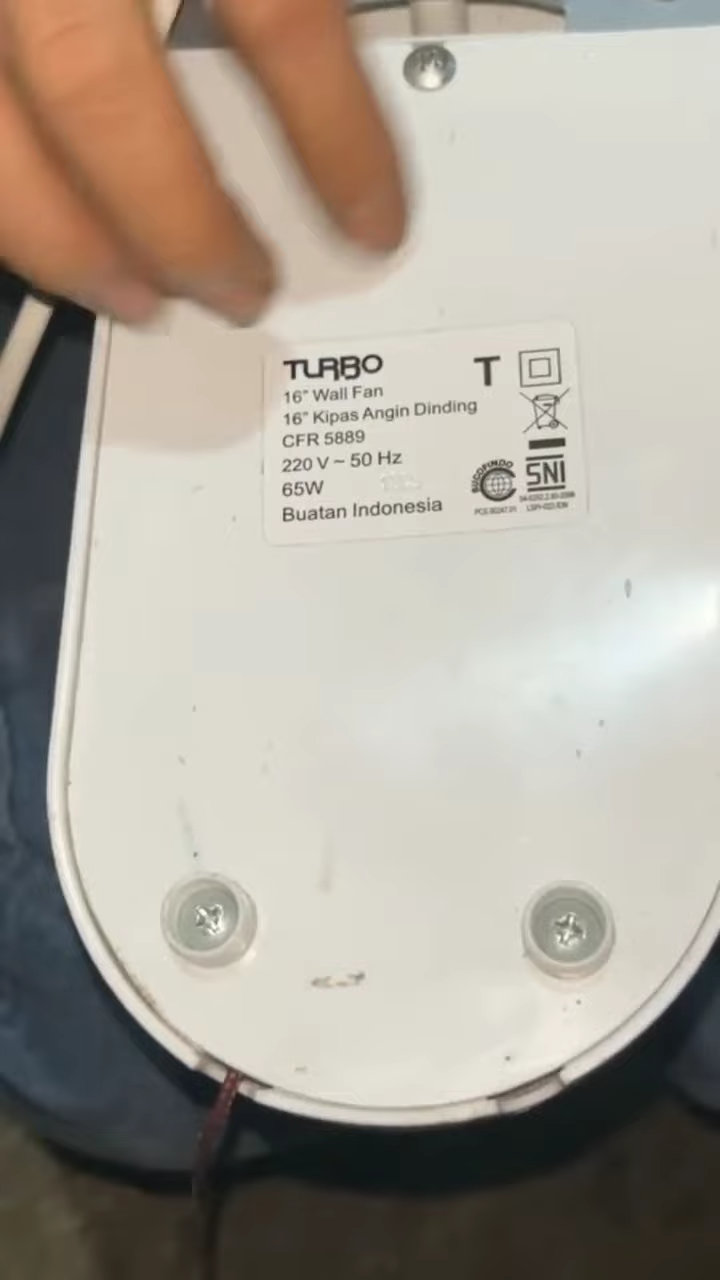 TURBO
T
16" Wall Fan
16" Kipas Angin Dinding
CFR 5889
220 V ~ 50 Hz
65W
Buatan Indonesia
SUCOFINDO
SNI